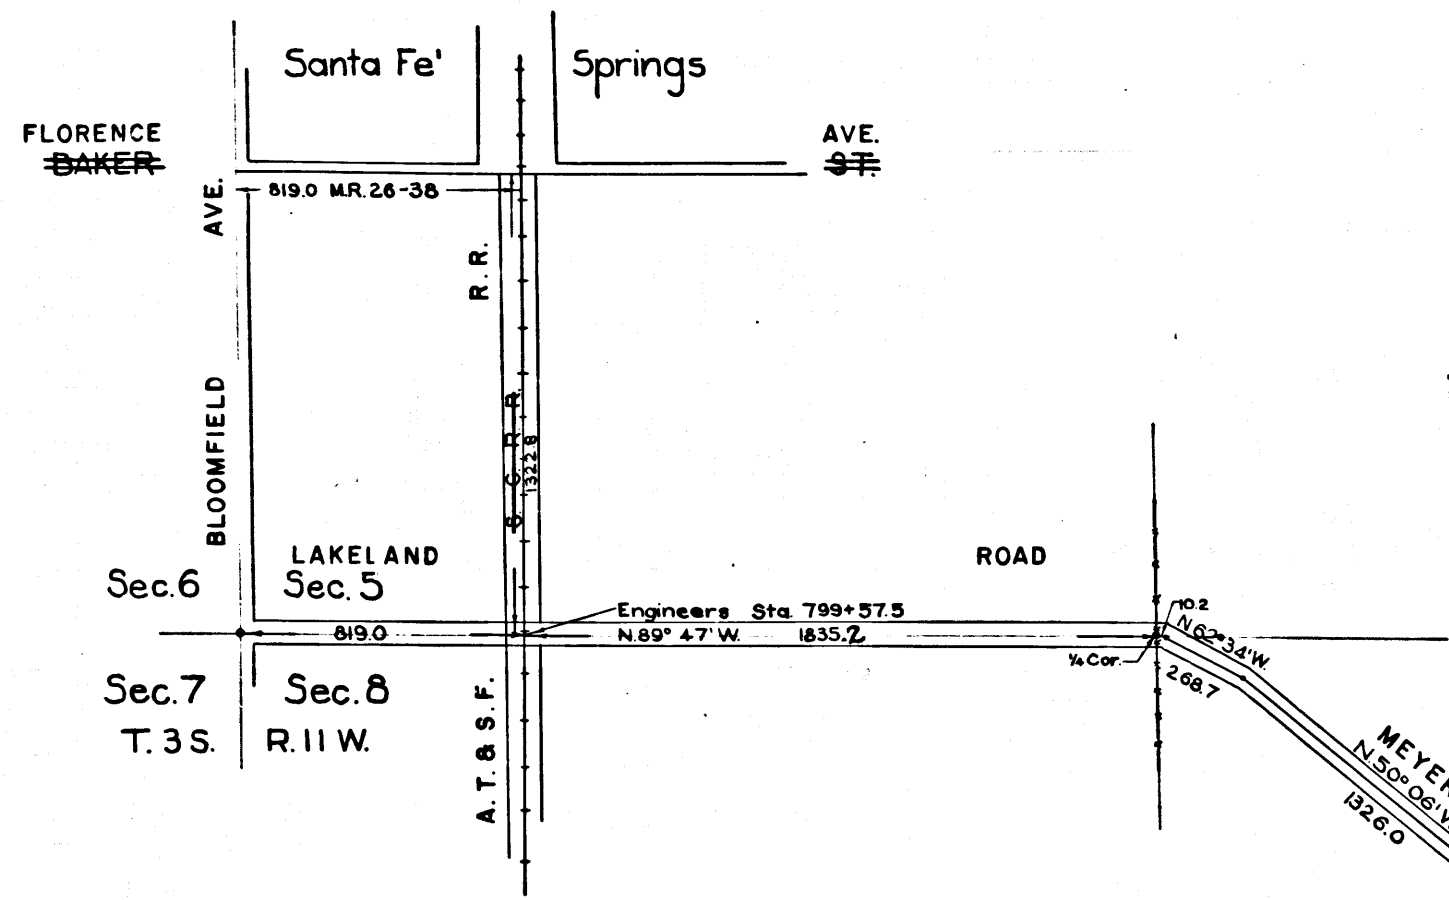 Santa Fe' Springs
FLORENCE AVE.
BAKER ST.
819.0 M.R. 26-38
BLOOMFIELD AVE.
R. R.
S C R R.
1322.8
LAKELAND ROAD
Sec. 6 Sec. 5
Engineers Sta. 799+57.5
10.2
819.0 N. 89° 47' W. 1835.2
N 62° 34' W.
1/4 Cor.
268.7
Sec. 7 Sec. 8
A. T. & S. F.
T. 3 S. R. 11 W.
MEYER
N. 50° 06' W.
1326.0